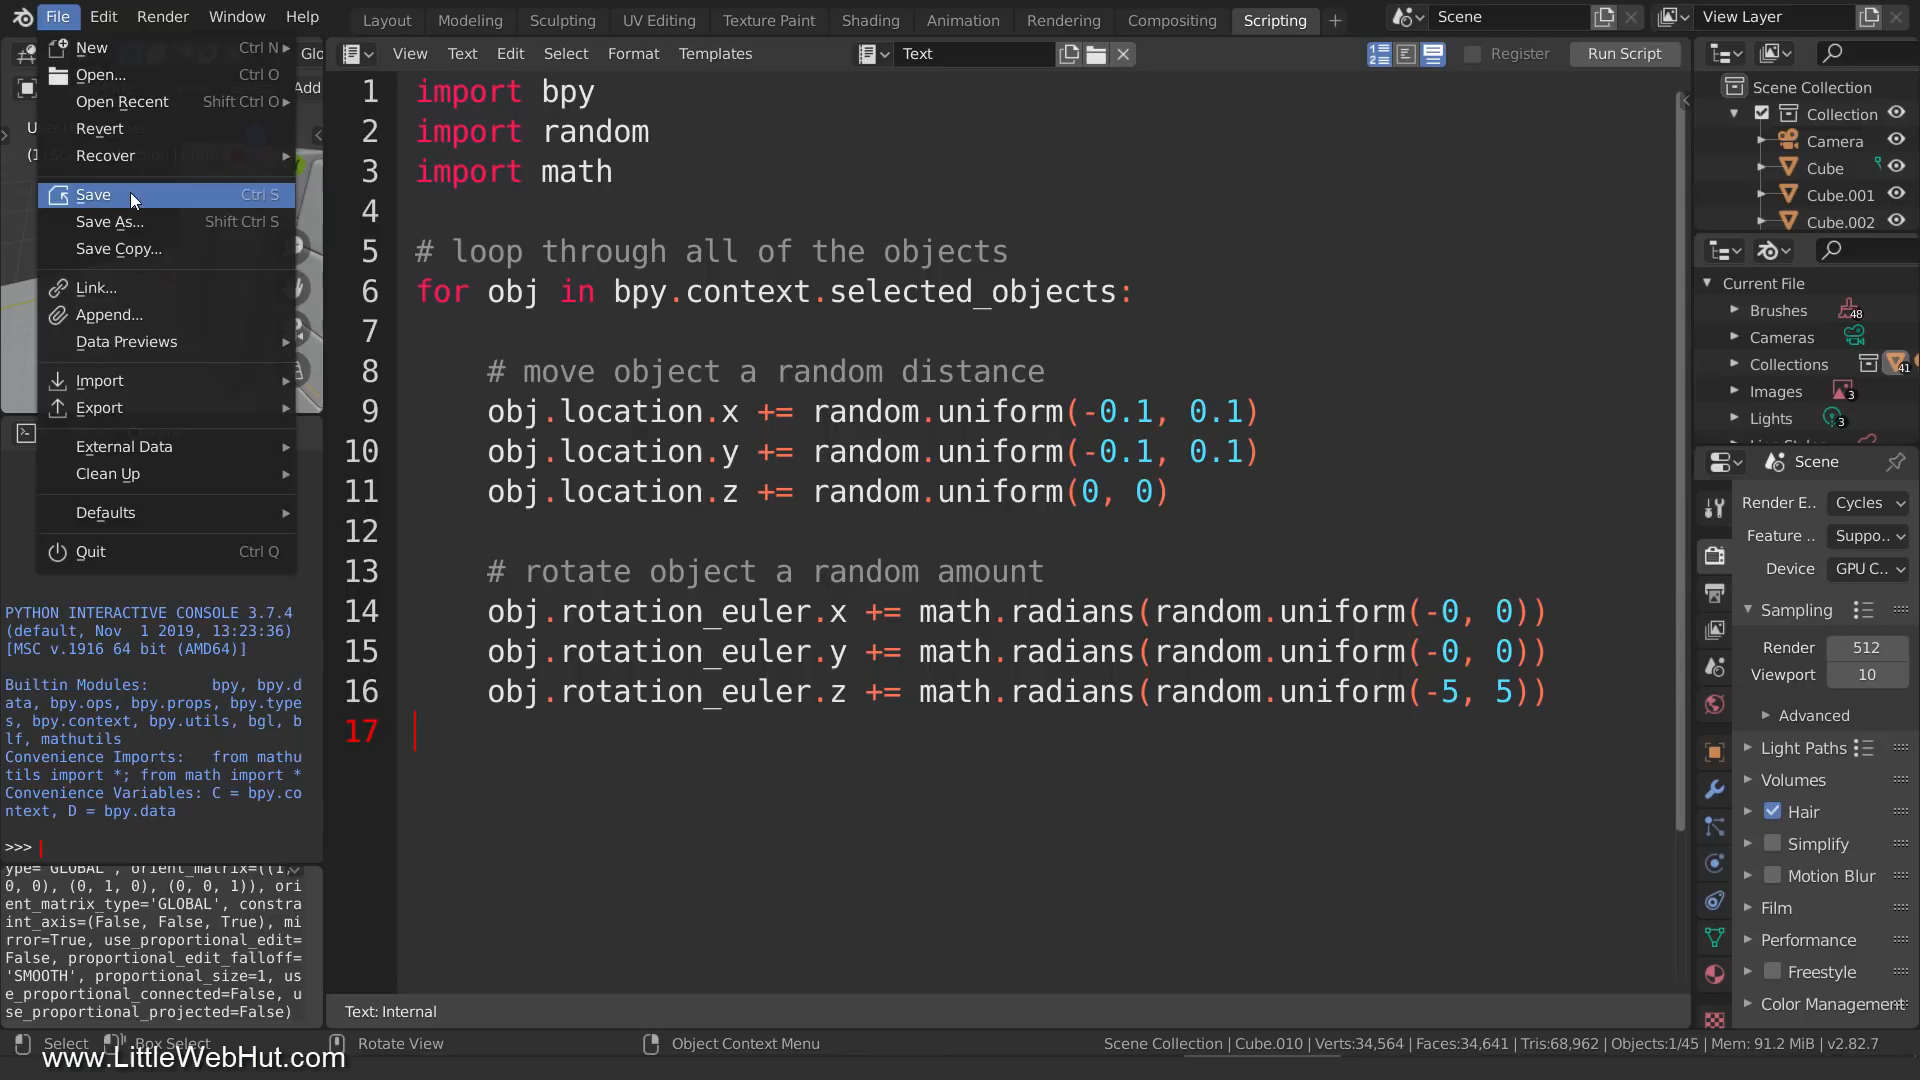 File Edit Render Window Help
Layout Modeling Sculpting UV Editing Texture Paint Shading Animation Rendering Compositing Scripting +
Scene
View Layer
New Ctrl N
Open... Ctrl O
Open Recent Shift Ctrl O
Revert
Recover
Save Ctrl S
Save As... Shift Ctrl S
Save Copy...
Link...
Append...
Data Previews
Import
Export
External Data
Clean Up
Defaults
Quit Ctrl Q
Glo
Add
View Text Edit Select Format Templates
Text
Register Run Script
1 import bpy
2 import random
3 import math
4
5 # loop through all of the objects
6 for obj in bpy.context.selected_objects:
7
8 # move object a random distance
9 obj.location.x += random.uniform(-0.1, 0.1)
10 obj.location.y += random.uniform(-0.1, 0.1)
11 obj.location.z += random.uniform(0, 0)
12
13 # rotate object a random amount
14 obj.rotation_euler.x += math.radians(random.uniform(-0, 0))
15 obj.rotation_euler.y += math.radians(random.uniform(-0, 0))
16 obj.rotation_euler.z += math.radians(random.uniform(-5, 5))
17
Text: Internal
PYTHON INTERACTIVE CONSOLE 3.7.4
(default, Nov 1 2019, 13:23:36)
[MSC v.1916 64 bit (AMD64)]
Builtin Modules: bpy, bpy.d
ata, bpy.ops, bpy.props, bpy.type
s, bpy.context, bpy.utils, bgl, b
lf, mathutils
Convenience Imports: from mathu
tils import *; from math import *
Convenience Variables: C = bpy.co
ntext, D = bpy.data
>>>
ype='GLOBAL', orient_matrix=((1,
0, 0), (0, 1, 0), (0, 0, 1)), ori
ent_matrix_type='GLOBAL', constra
int_axis=(False, False, True), mi
rror=True, use_proportional_edit=
False, proportional_edit_falloff=
'SMOOTH', proportional_size=1, us
e_proportional_connected=False, u
se_proportional_projected=False)
Scene Collection
Collection
Camera
Cube
Cube.001
Cube.002
Current File
Brushes 48
Cameras
Collections 41
Images 3
Lights 3
Scene
Render E.. Cycles
Feature .. Suppo..
Device GPU C..
Sampling
Render 512
Viewport 10
Advanced
Light Paths
Volumes
Hair
Simplify
Motion Blur
Film
Performance
Freestyle
Color Management
Select Box Select Rotate View Object Context Menu
Scene Collection | Cube.010 | Verts:34,564 | Faces:34,641 | Tris:68,962 | Objects:1/45 | Mem: 91.2 MiB | v2.82.7
www.LittleWebHut.com